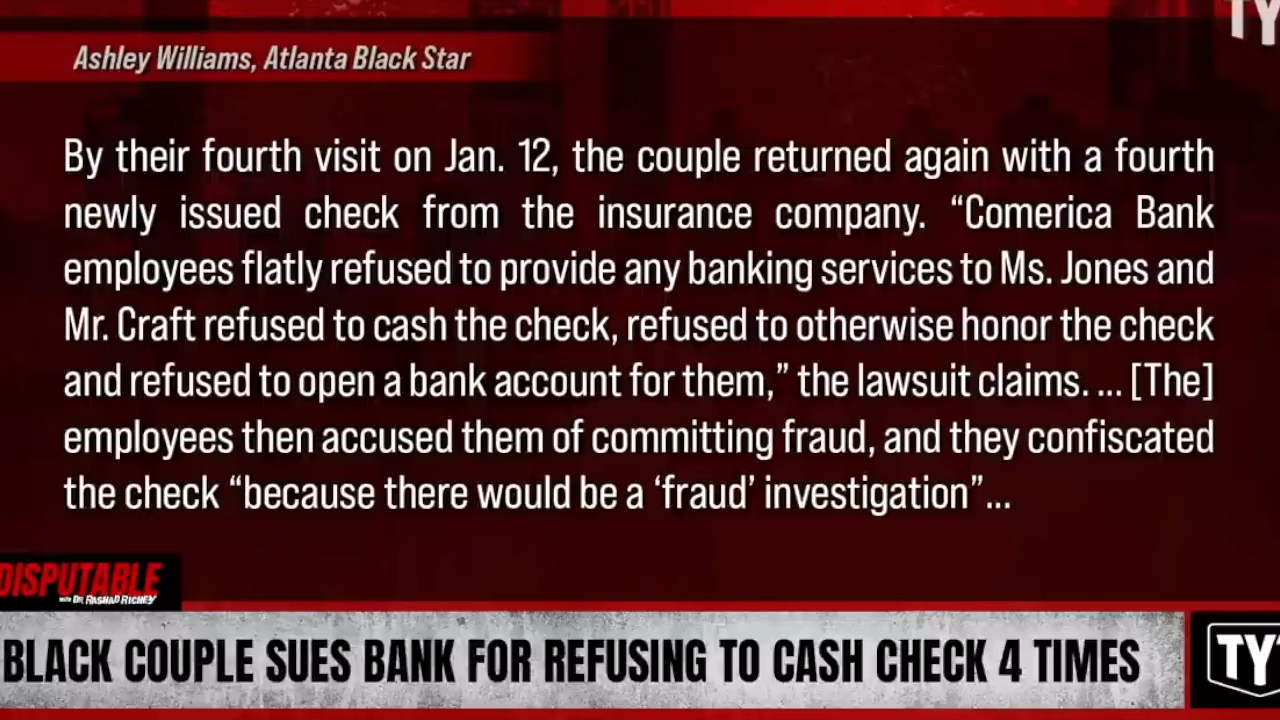 TY
Ashley Williams, Atlanta Black Star
By their fourth visit on Jan. 12, the couple returned again with a fourth
newly issued check from the insurance company. “Comerica Bank
employees flatly refused to provide any banking services to Ms. Jones and
Mr. Craft refused to cash the check, refused to otherwise honor the check
and refused to open a bank account for them,” the lawsuit claims. ... [The]
employees then accused them of committing fraud, and they confiscated
the check “because there would be a ‘fraud’ investigation”...
DISPUTABLE
WITH DR. RASHAD RICHEY
BLACK COUPLE SUES BANK FOR REFUSING TO CASH CHECK 4 TIMES
TYT